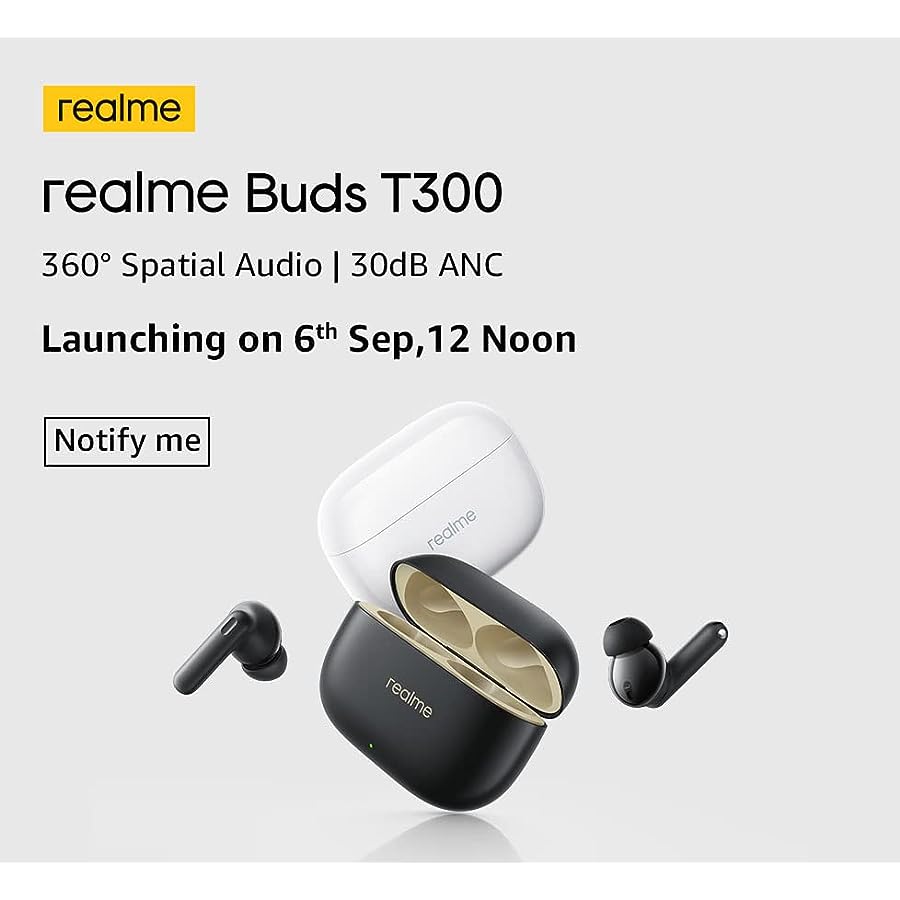 realme
realme Buds T300
360° Spatial Audio | 30dB ANC
Launching on 6th Sep,12 Noon
Notify me
realme
realme